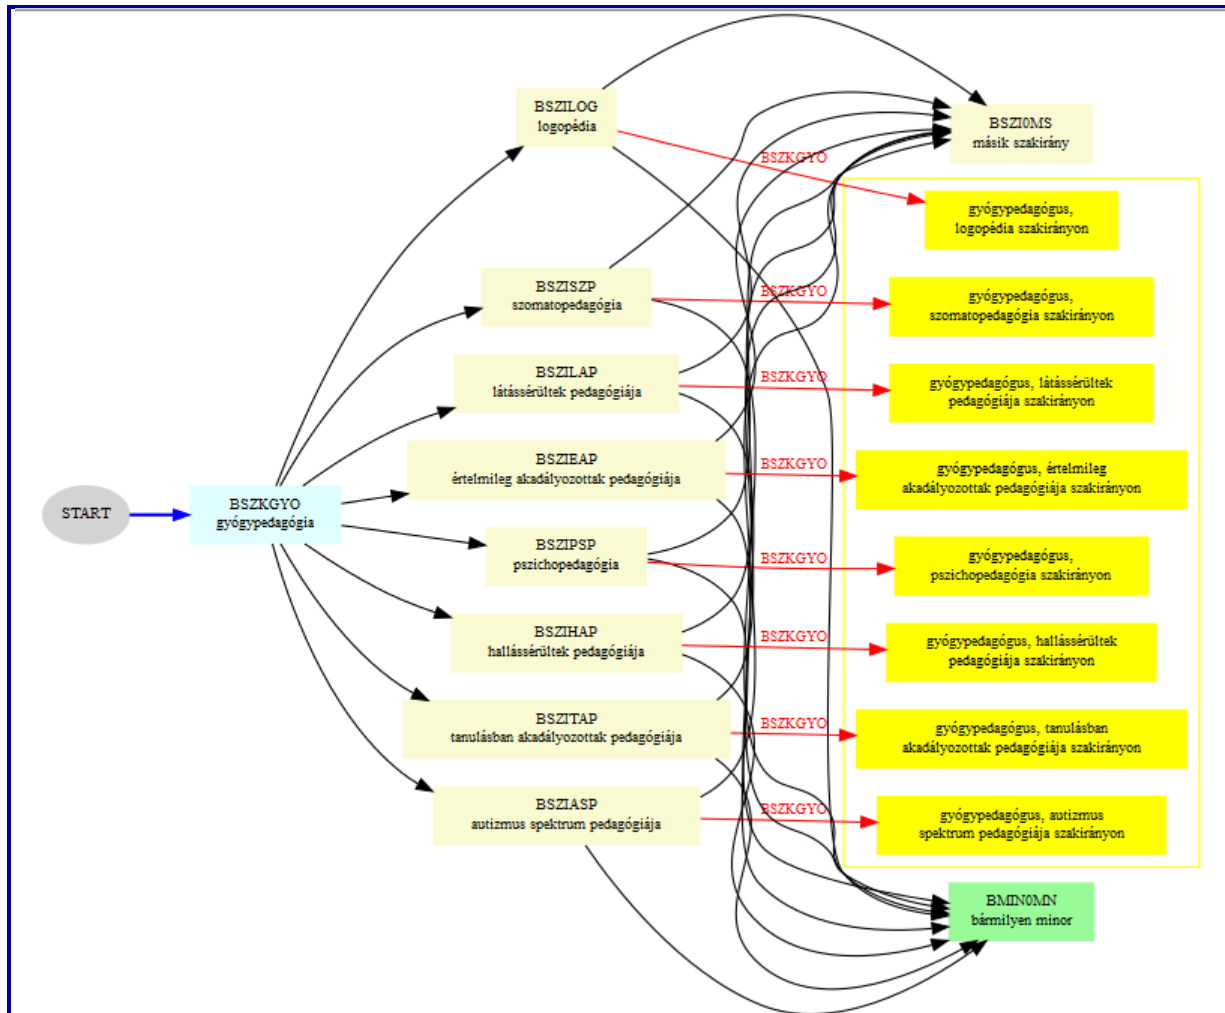 START
BSZKGYO
gyógypedagógia
BSZILOG
logopédia
BSZISZP
szomatopedagógia
BSZILAP
látássérültek pedagógiája
BSZIEAP
értelmileg akadályozottak pedagógiája
BSZIPSP
pszichopedagógia
BSZIHAP
hallássérültek pedagógiája
BSZITAP
tanulásban akadályozottak pedagógiája
BSZIASP
autizmus spektrum pedagógiája
BSZKGYO
BSZKGYO
BSZKGYO
BSZKGYO
BSZKGYO
BSZKGYO
BSZKGYO
BSZKGYO
BSZI0MS
másik szakirány
gyógypedagógus,
logopédia szakirányon
gyógypedagógus,
szomatopedagógia szakirányon
gyógypedagógus, látássérültek
pedagógiája szakirányon
gyógypedagógus, értelmileg
akadályozottak pedagógiája szakirányon
gyógypedagógus,
pszichopedagógia szakirányon
gyógypedagógus, hallássérültek
pedagógiája szakirányon
gyógypedagógus, tanulásban
akadályozottak pedagógiája szakirányon
gyógypedagógus, autizmus
spektrum pedagógiája szakirányon
BMIN0MN
bármilyen minor